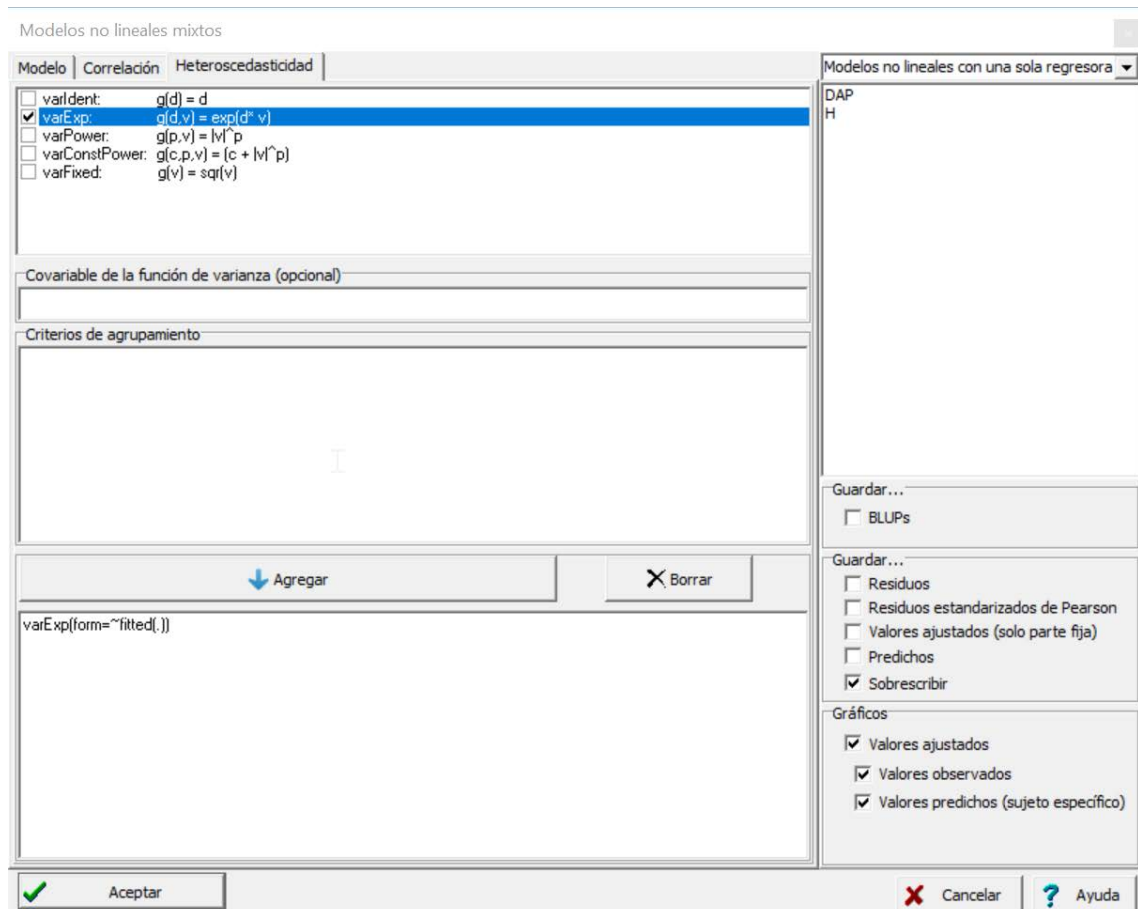 Modelos no lineales mixtos
Modelo Correlación Heteroscedasticidad
varIdent: g(d) = d
varExp: g(d,v) = exp(d* v)
varPower: g(p,v) = |v|^p
varConstPower: g(c,p,v) = (c + |v|^p)
varFixed: g(v) = sqr(v)
Covariable de la función de varianza (opcional)
Criterios de agrupamiento
Agregar
Borrar
varExp(form=~fitted(.))
Modelos no lineales con una sola regresora
DAP
H
Guardar...
BLUPs
Guardar...
Residuos
Residuos estandarizados de Pearson
Valores ajustados (solo parte fija)
Predichos
Sobrescribir
Gráficos
Valores ajustados
Valores observados
Valores predichos (sujeto específico)
Aceptar
Cancelar
? Ayuda